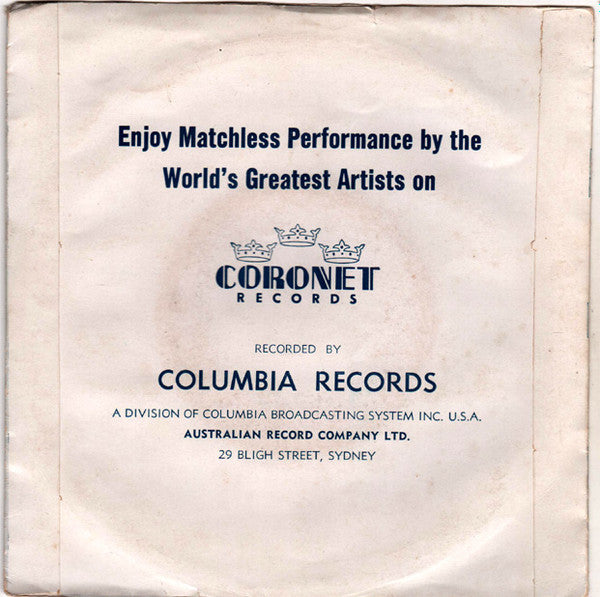 Enjoy Matchless Performance by the
World's Greatest Artists on
CORONET
RECORDS
RECORDED BY
COLUMBIA RECORDS
A DIVISION OF COLUMBIA BROADCASTING SYSTEM INC. U.S.A.
AUSTRALIAN RECORD COMPANY LTD.
29 BLIGH STREET, SYDNEY